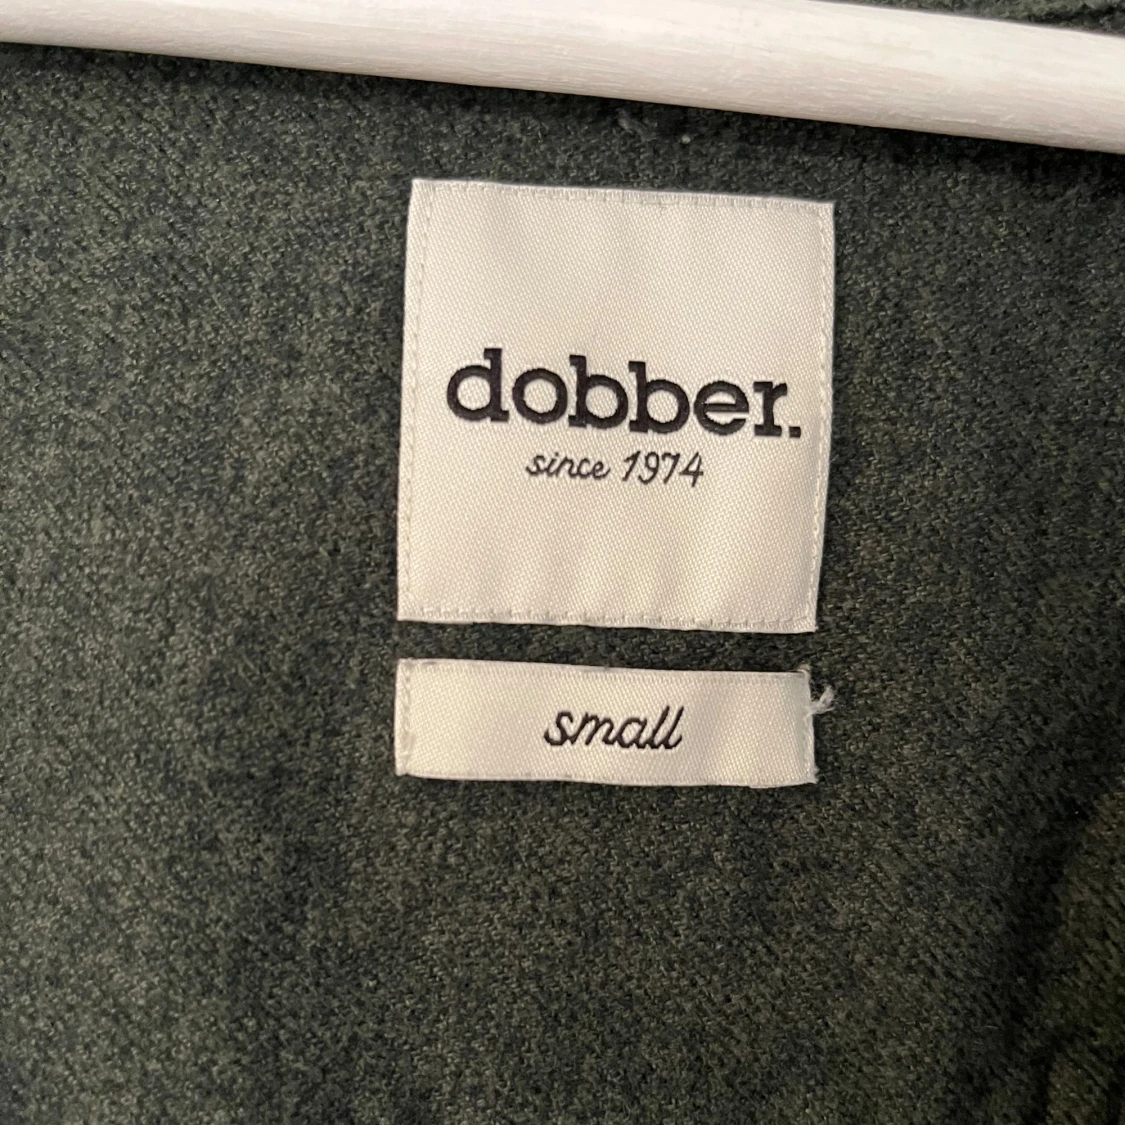 dobber.
since 1974
small